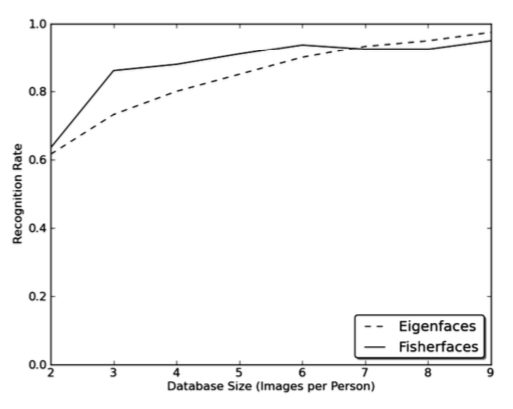 1.0
0.8
0.6
0.4
0.2
0.0
Recognition Rate
2 3 4 5 6 7 8 9
Database Size (Images per Person)
Eigenfaces
Fisherfaces